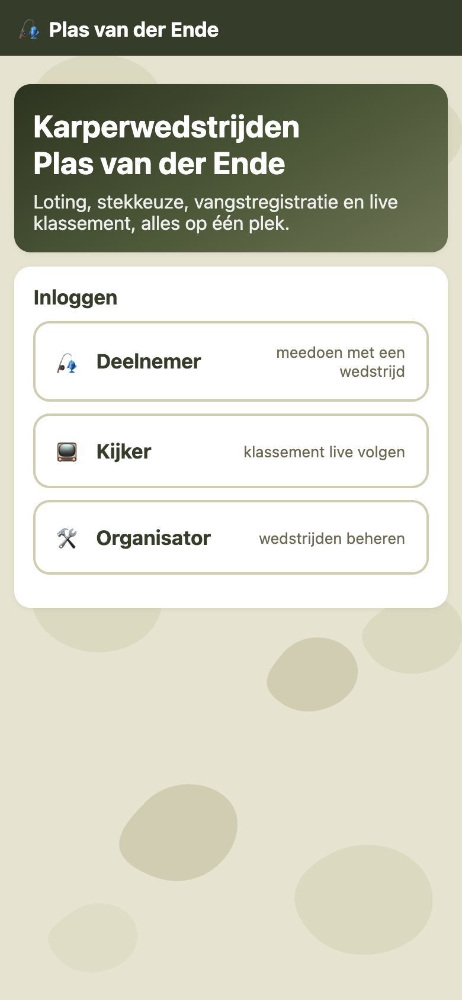 Plas van der Ende
Karperwedstrijden
Plas van der Ende
Loting, stekkeuze, vangstregistratie en live
klassement, alles op één plek.
Inloggen
Deelnemer
meedoen met een
wedstrijd
Kijker
klassement live volgen
Organisator
wedstrijden beheren